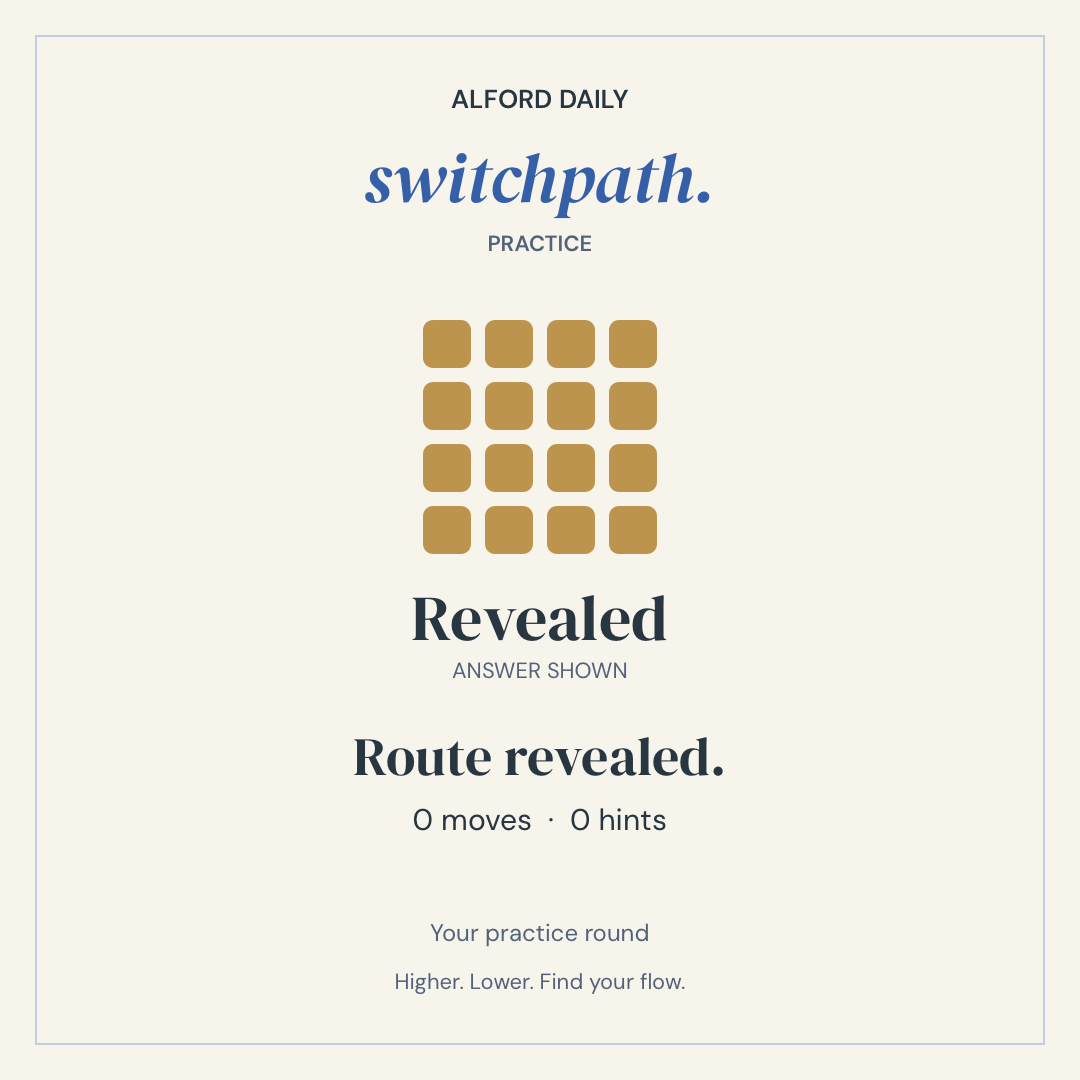 ALFORD DAILY
switchpath.
PRACTICE
Revealed
ANSWER SHOWN
Route revealed.
0 moves · 0 hints
Your practice round
Higher. Lower. Find your flow.